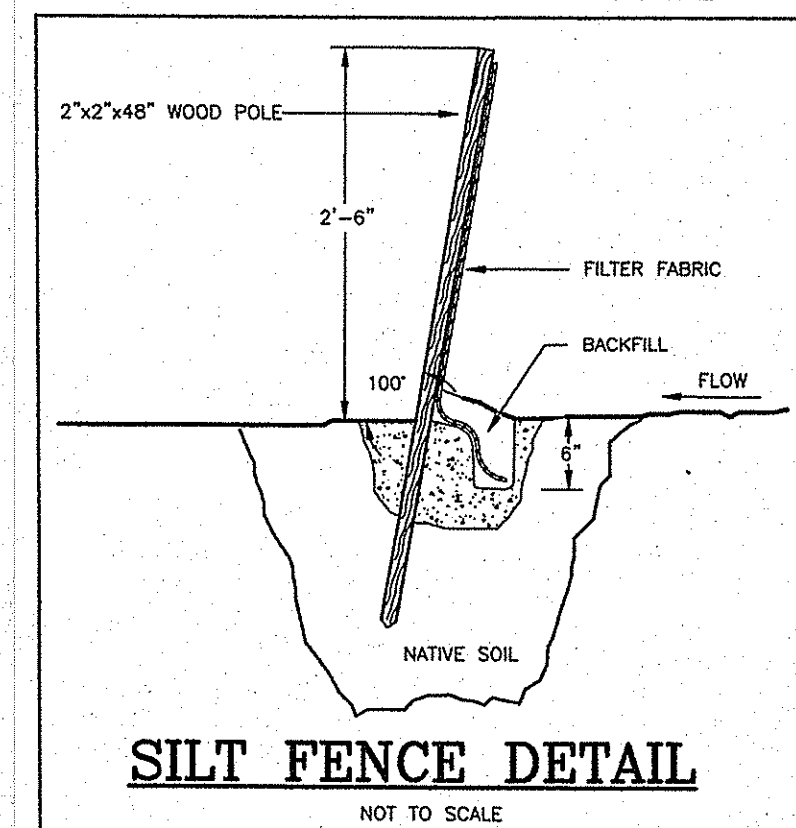 2"x2"x48" WOOD POLE
2'-6"
FILTER FABRIC
BACKFILL
100°
FLOW
6"
NATIVE SOIL
SILT FENCE DETAIL
NOT TO SCALE